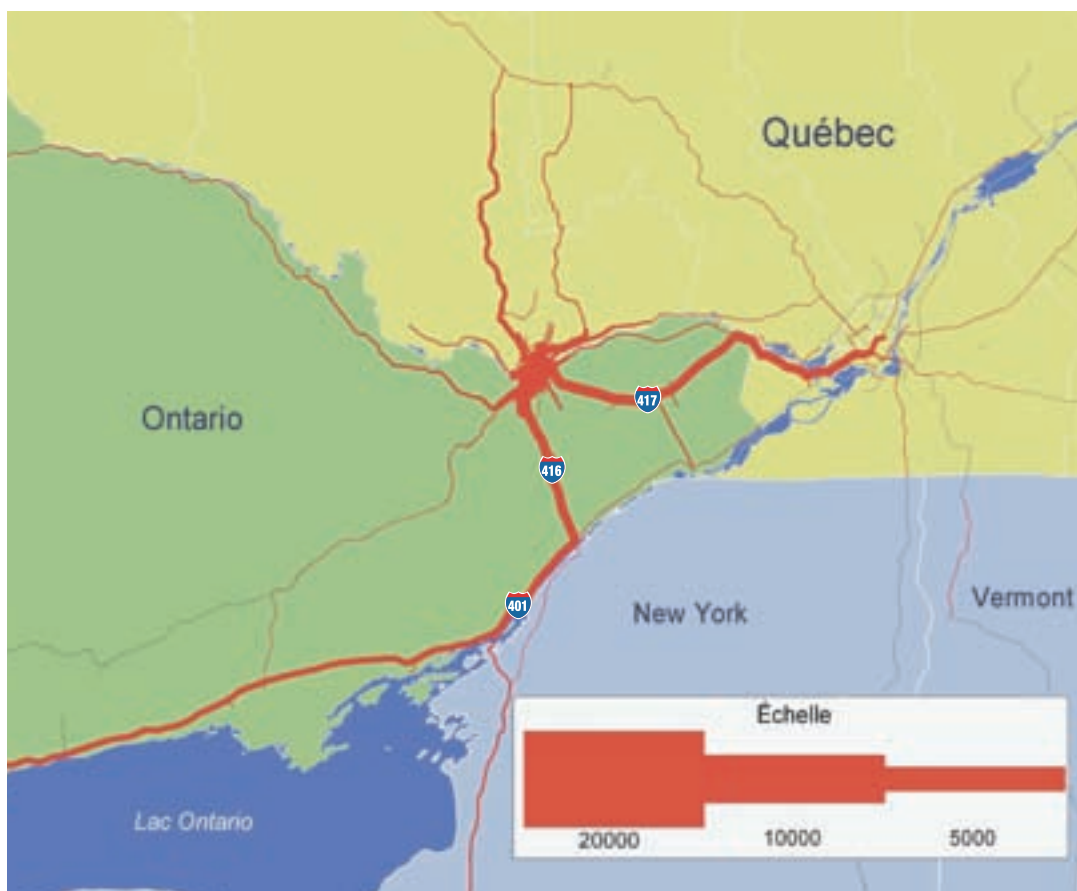 Québec
Ontario
417
416
401
New York
Vermont
Échelle
20000 10000 5000
Lac Ontario